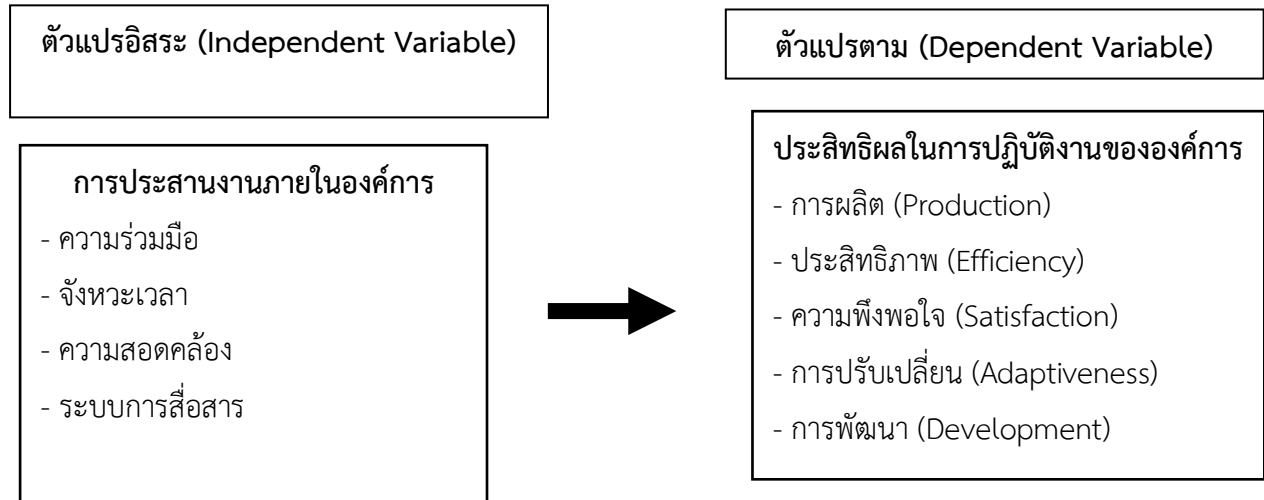 ตัวแปรอิสระ (Independent Variable)
ตัวแปรตาม (Dependent Variable)
การประสานงานภายในองค์การ
- ความร่วมมือ
- จังหวะเวลา
- ความสอดคล้อง
- ระบบการสื่อสาร
ประสิทธิผลในการปฏิบัติงานขององค์การ
- การผลิต (Production)
- ประสิทธิภาพ (Efficiency)
- ความพึงพอใจ (Satisfaction)
- การปรับเปลี่ยน (Adaptiveness)
- การพัฒนา (Development)